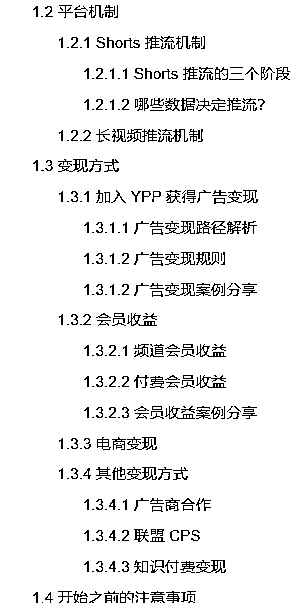 1.2 平台机制
1.2.1 Shorts 推流机制
1.2.1.1 Shorts 推流的三个阶段
1.2.1.2 哪些数据决定推流?
1.2.2 长视频推流机制
1.3 变现方式
1.3.1 加入 YPP 获得广告变现
1.3.1.1 广告变现路径解析
1.3.1.2 广告变现规则
1.3.1.2 广告变现案例分享
1.3.2 会员收益
1.3.2.1 频道会员收益
1.3.2.2 付费会员收益
1.3.2.3 会员收益案例分享
1.3.3 电商变现
1.3.4 其他变现方式
1.3.4.1 广告商合作
1.3.4.2 联盟 CPS
1.3.4.3 知识付费变现
1.4 开始之前的注意事项